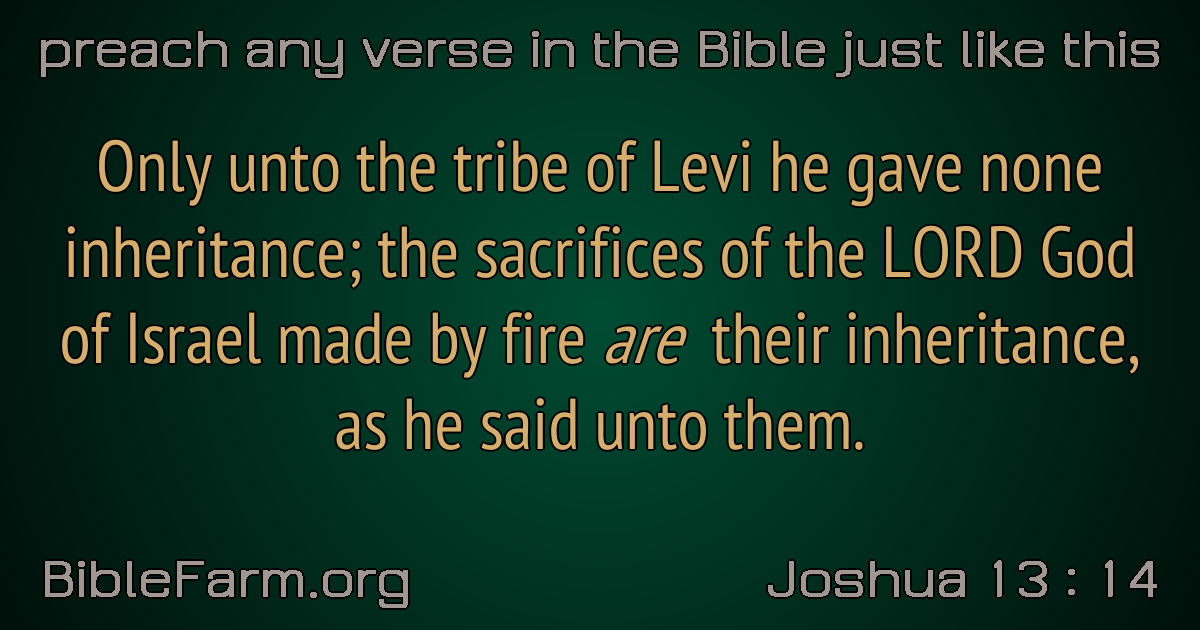 preach any verse in the Bible just like this
Only unto the tribe of Levi he gave none
inheritance; the sacrifices of the LORD God
of Israel made by fire are their inheritance,
as he said unto them.
BibleFarm.org
Joshua 13 : 14